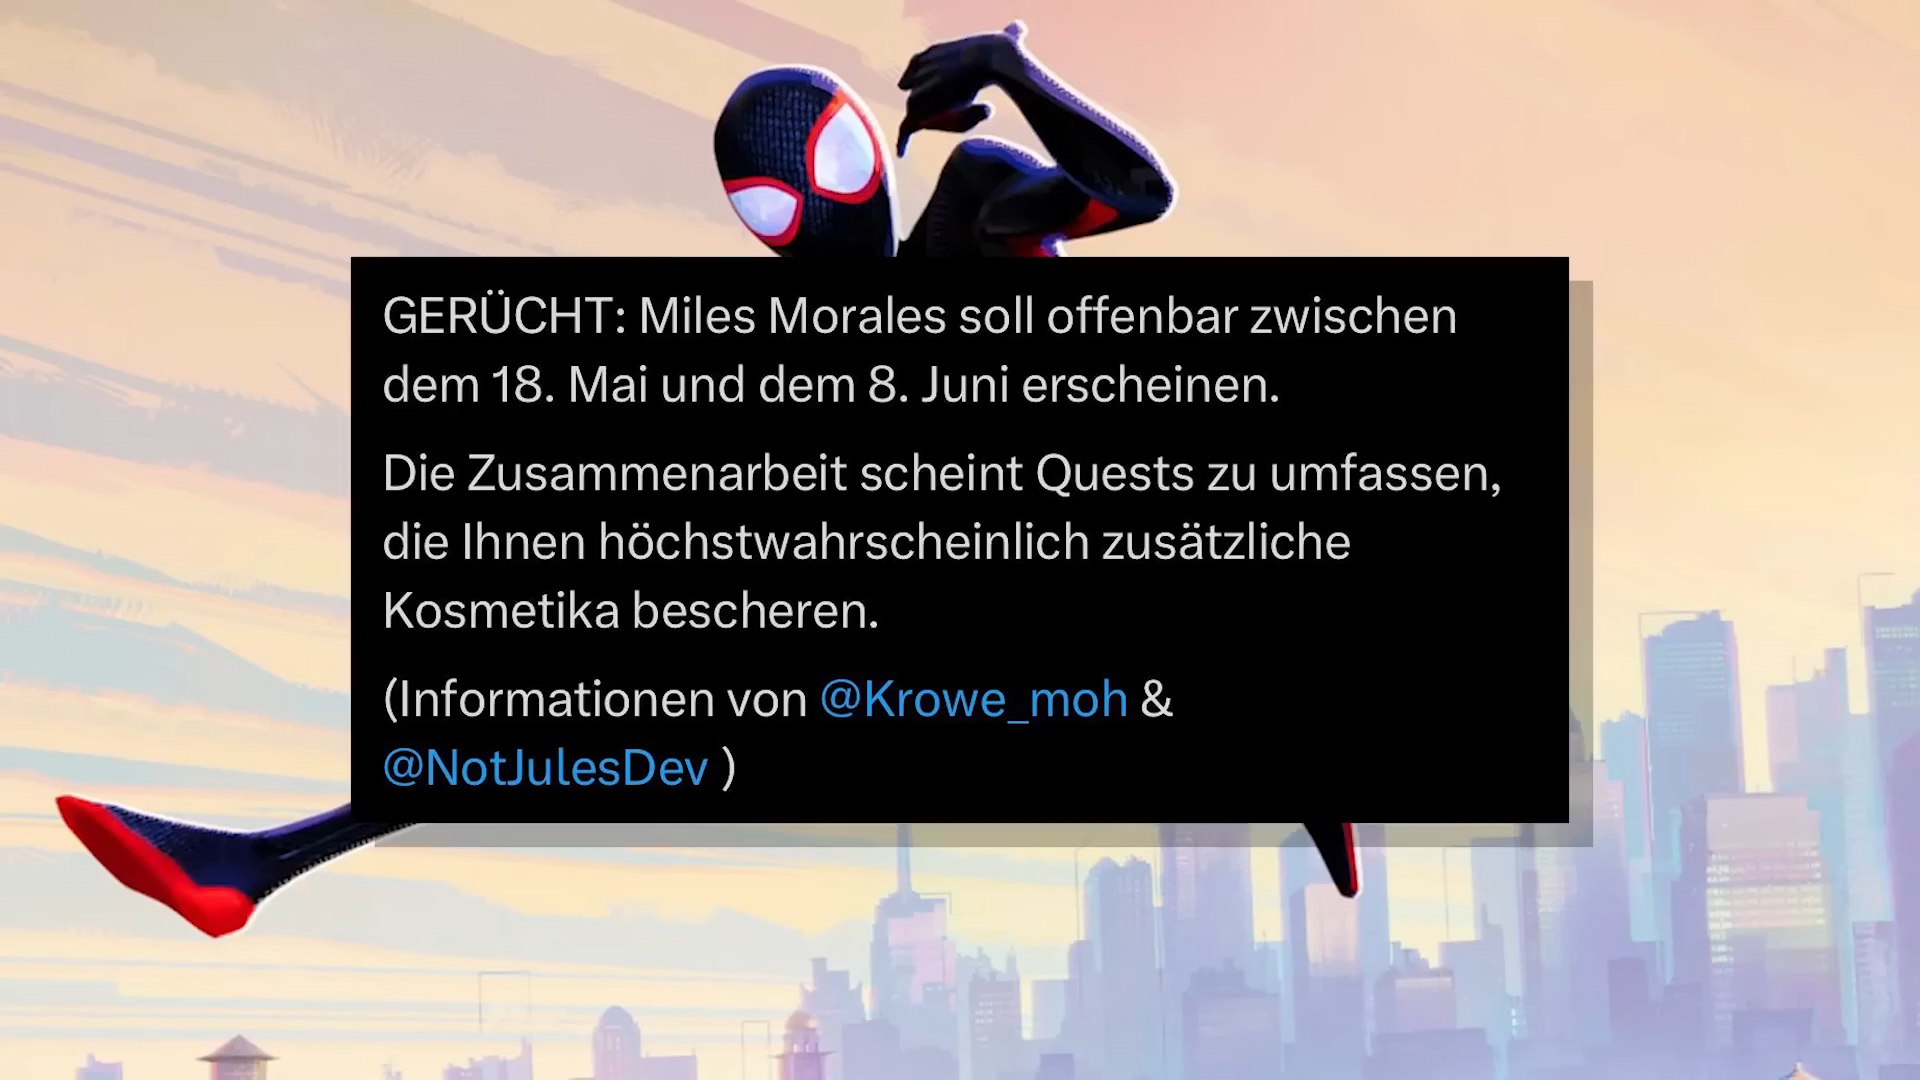 GERÜCHT: Miles Morales soll offenbar zwischen
dem 18. Mai und dem 8. Juni erscheinen.
Die Zusammenarbeit scheint Quests zu umfassen,
die Ihnen höchstwahrscheinlich zusätzliche
Kosmetika bescheren.
(Informationen von @Krowe_moh &
@NotJulesDev )